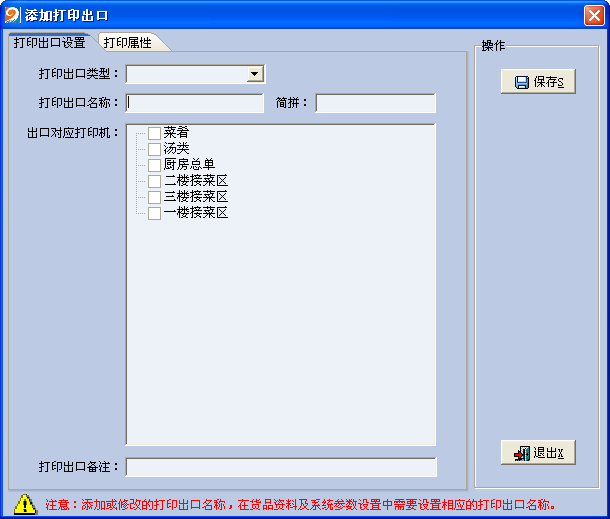 添加打印出口
打印出口设置 打印属性
操作
打印出口类型：
保存S
打印出口名称： 简拼：
出口对应打印机：
菜肴
汤类
厨房总单
二楼接菜区
三楼接菜区
一楼接菜区
退出X
打印出口备注：
注意：添加或修改的打印出口名称，在货品资料及系统参数设置中需要设置相应的打印出口名称。